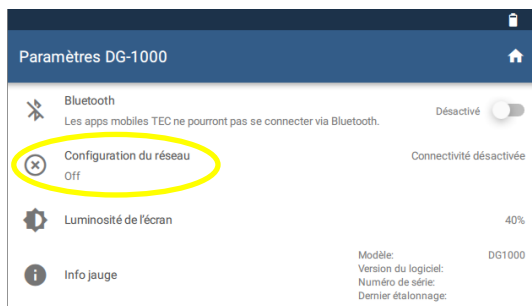 Paramètres DG-1000
Bluetooth
Les apps mobiles TEC ne pourront pas se connecter via Bluetooth.
Désactivé
Configuration du réseau
Off
Connectivité désactivée
Luminosité de l'écran
40%
Info jauge
Modèle: DG1000
Version du logiciel:
Numéro de série:
Dernier étalonnage: